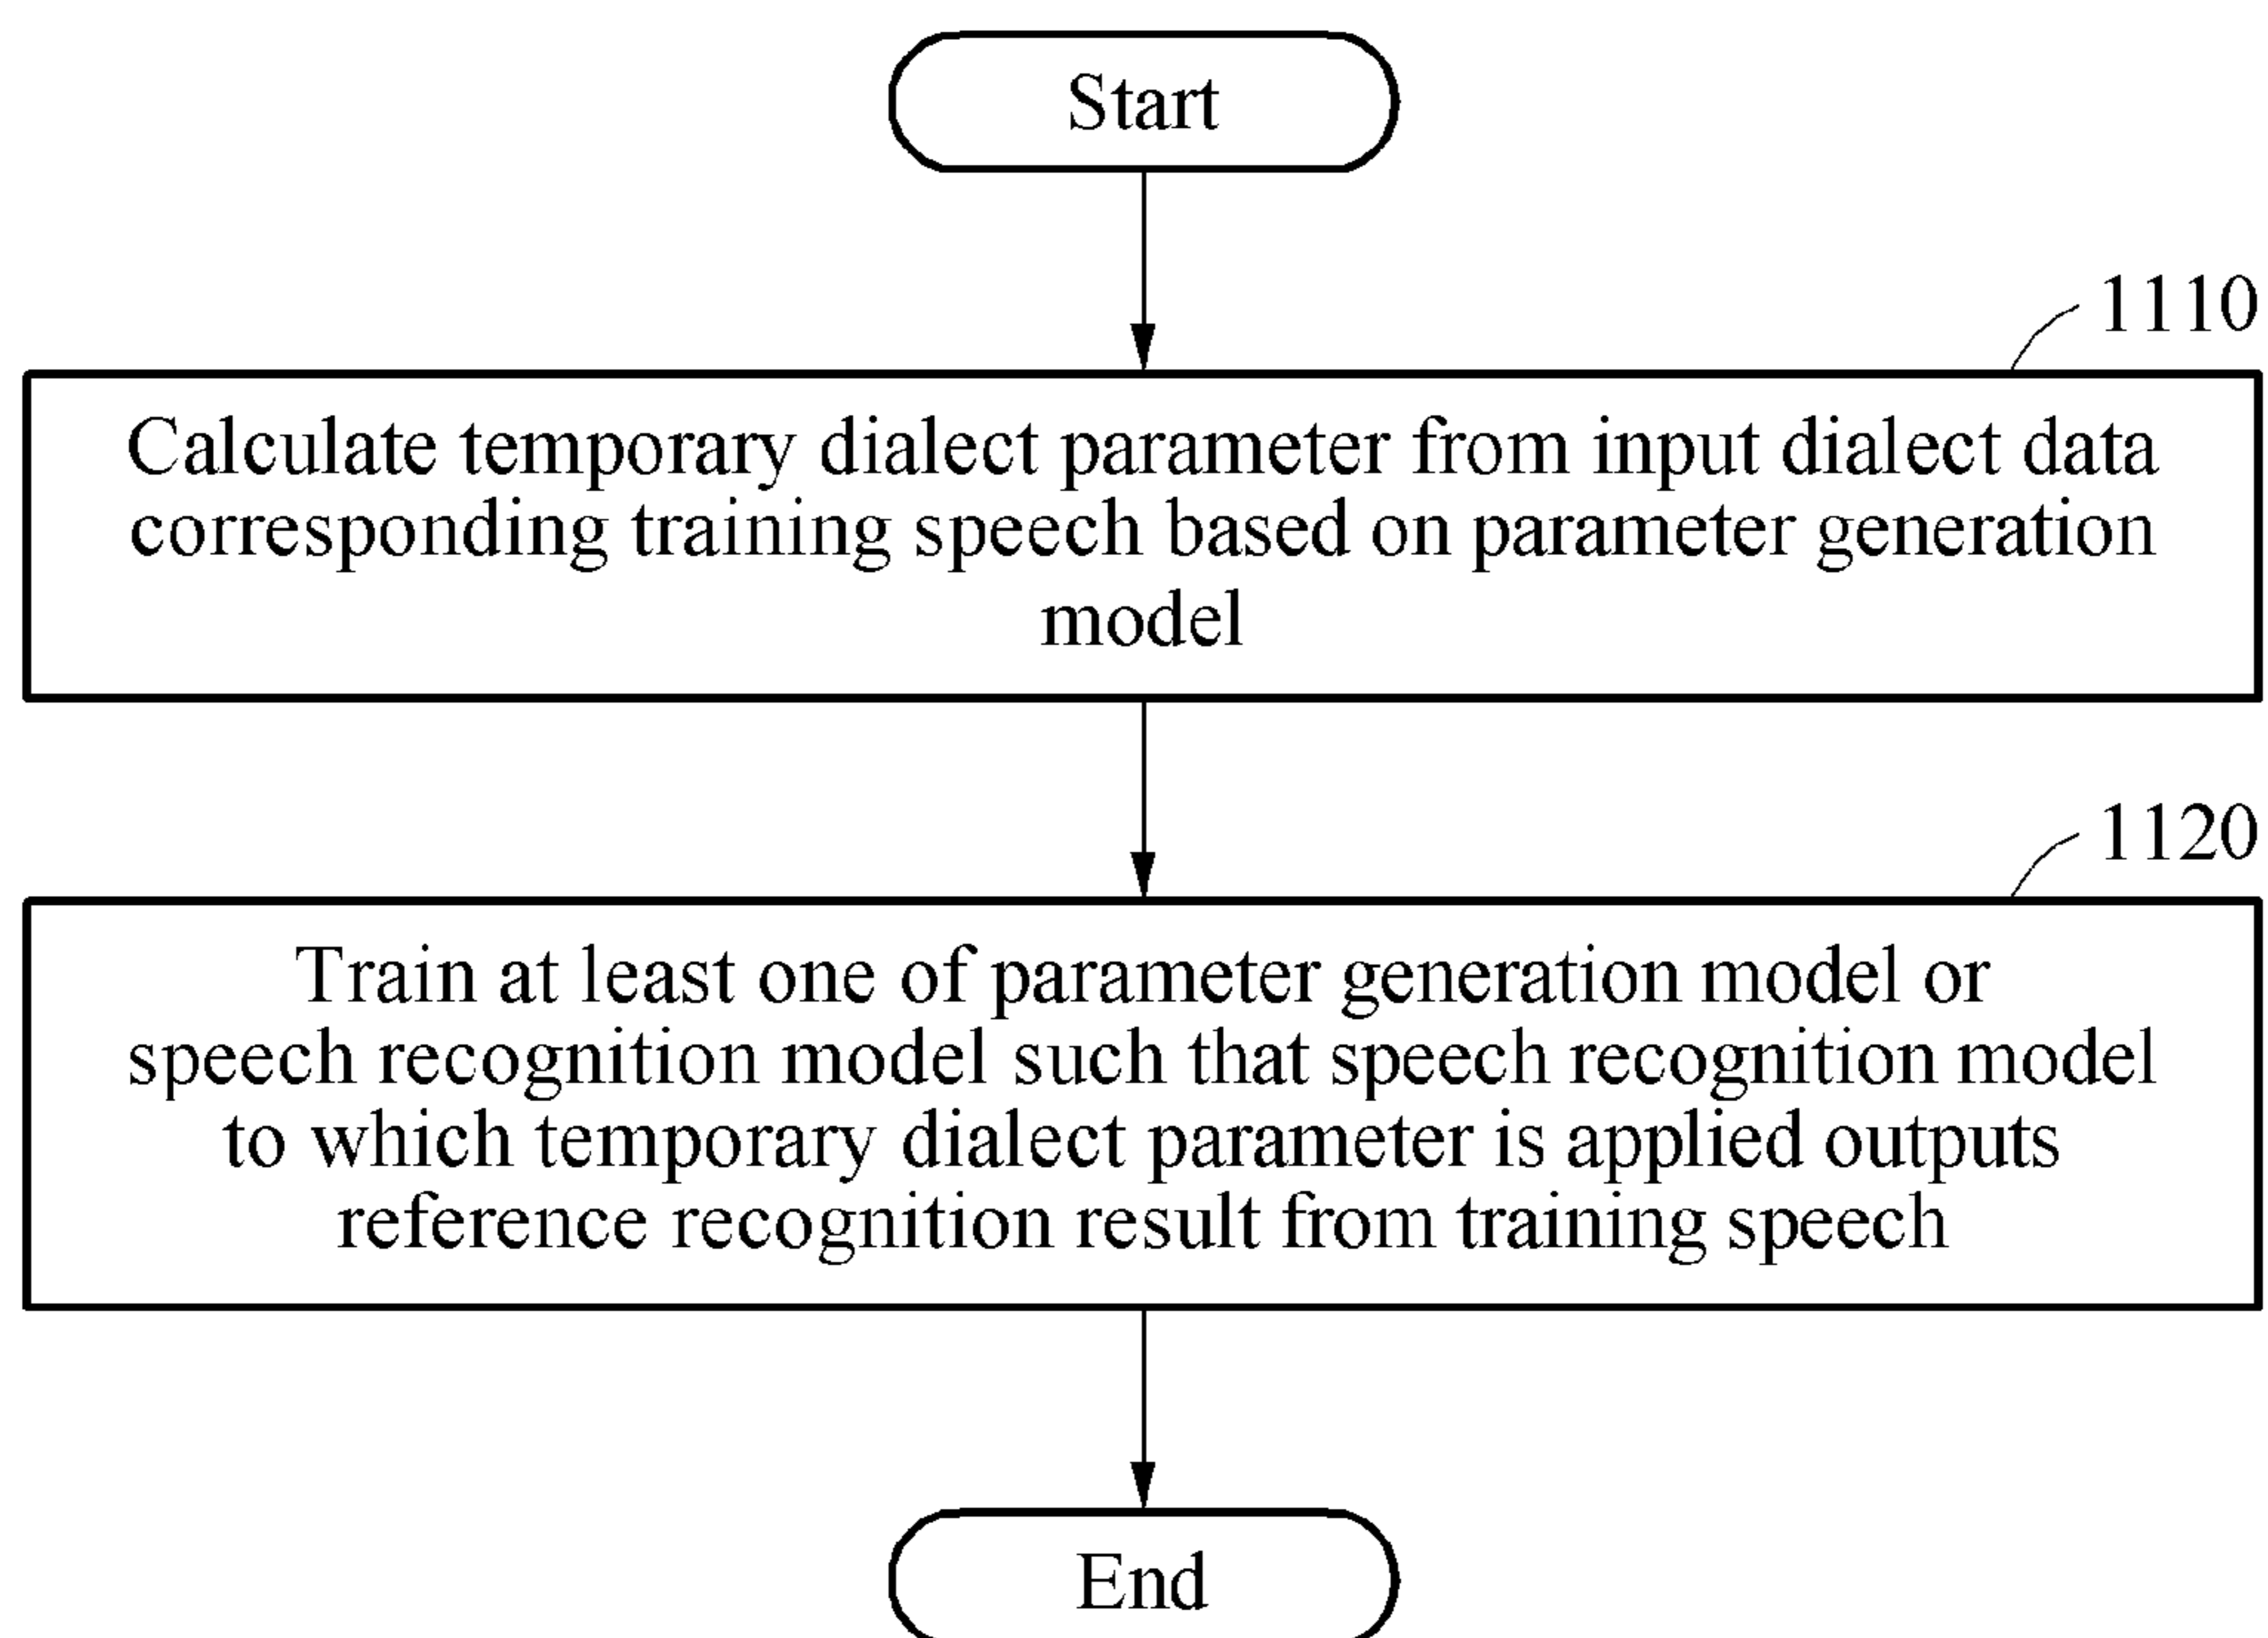 Start
1110
Calculate temporary dialect parameter from input dialect data
corresponding training speech based on parameter generation
model
1120
Train at least one of parameter generation model or
speech recognition model such that speech recognition model
to which temporary dialect parameter is applied outputs
reference recognition result from training speech
End